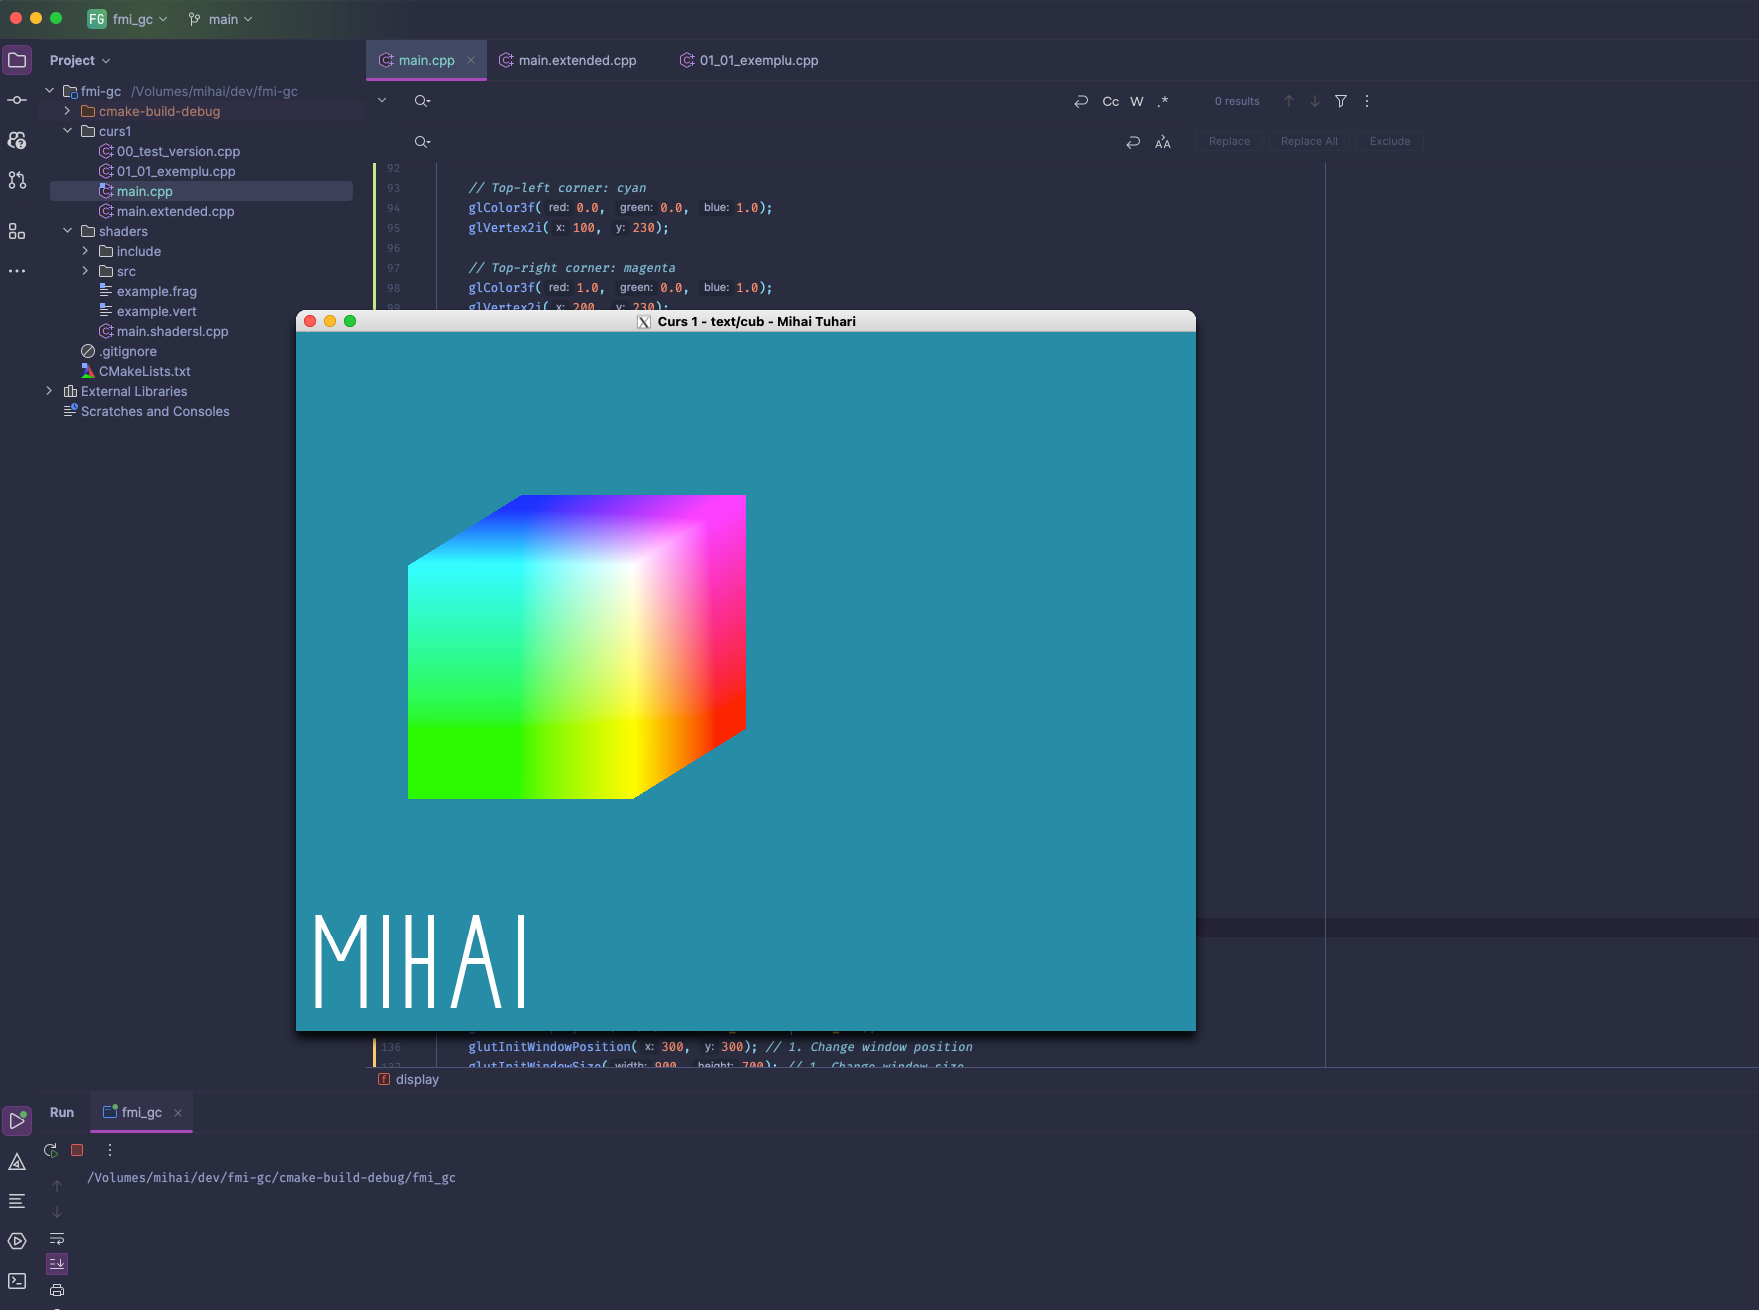 FG fmi_gc main
Project
main.cpp main.extended.cpp 01_01_exemplu.cpp
fmi-gc /Volumes/mihai/dev/fmi-gc
cmake-build-debug
curs1
00_test_version.cpp
01_01_exemplu.cpp
main.cpp
main.extended.cpp
shaders
include
src
example.frag
example.vert
main.shadersl.cpp
.gitignore
CMakeLists.txt
External Libraries
Scratches and Consoles
Cc W .* 0 results
Replace Replace All Exclude
92
93 // Top-left corner: cyan
94 glColor3f( red: 0.0, green: 0.0, blue: 1.0);
95 glVertex2i( x: 100, y: 230);
96
97 // Top-right corner: magenta
98 glColor3f( red: 1.0, green: 0.0, blue: 1.0);
99 glVertex2i( x: 200, y: 230);
Curs 1 - text/cub - Mihai Tuhari
MIHAI
136 glutInitWindowPosition( x: 300, y: 300); // 1. Change window position
137 glutInitWindowSize( width: 900, height: 700); // 1. Change window size
display
Run fmi_gc
/Volumes/mihai/dev/fmi-gc/cmake-build-debug/fmi_gc